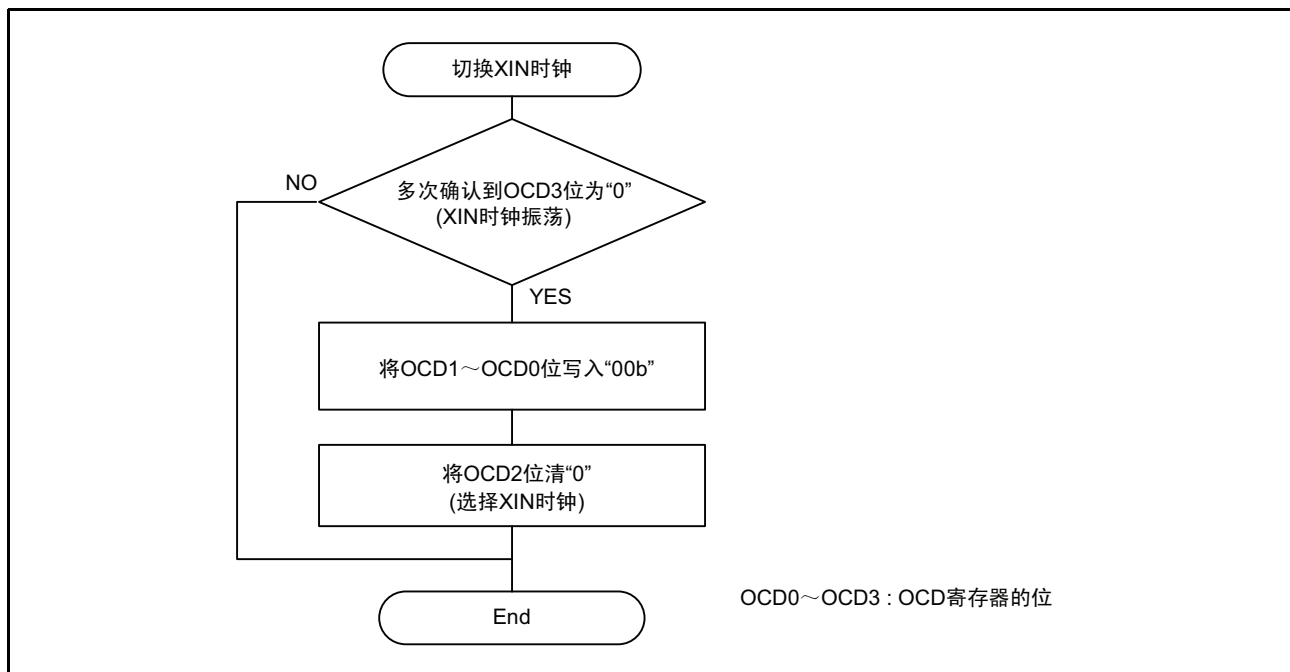 切换XIN时钟
NO
多次确认到OCD3位为“0”
(XIN时钟振荡)
YES
将OCD1～OCD0位写入“00b”
将OCD2位清“0”
(选择XIN时钟)
OCD0～OCD3 : OCD寄存器的位
End